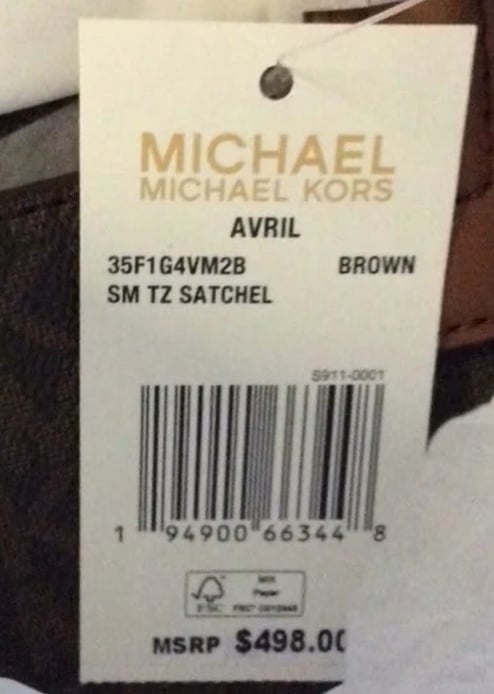 MICHAEL
MICHAEL KORS
AVRIL
35F1G4VM2B BROWN
SM TZ SATCHEL
S911-0001
1 94900 66344 8
FSC
MIX
Paper
MSRP $498.00